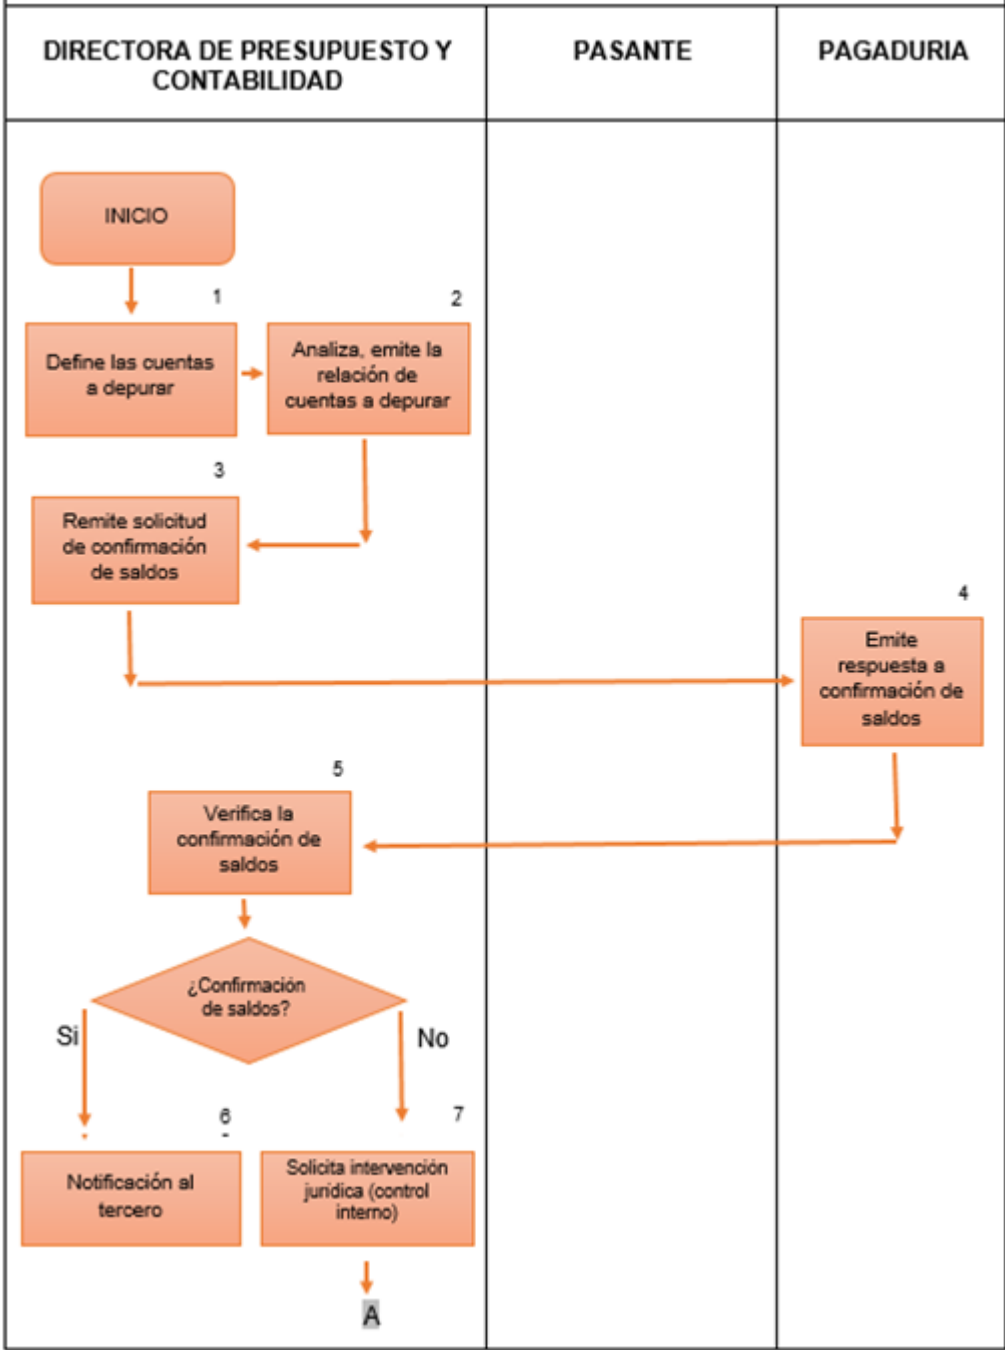 DIRECTORA DE PRESUPUESTO Y
CONTABILIDAD
PASANTE
PAGADURIA
INICIO
1
Define las cuentas
a depurar
2
Analiza, emite la
relación de
cuentas a depurar
3
Remite solicitud
de confirmación
de saldos
4
Emite
respuesta a
confirmación de
saldos
5
Verifica la
confirmación de
saldos
¿Confirmación
de saldos?
Si
No
6
Notificación al
tercero
7
Solicita intervención
jurídica (control
interno)
A